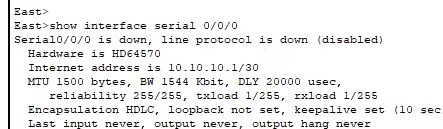 East>
East>show interface serial 0/0/0
Serial0/0/0 is down, line protocol is down (disabled)
Hardware is HD64570
Internet address is 10.10.10.1/30
MTU 1500 bytes, BW 1544 Kbit, DLY 20000 usec,
reliability 255/255, txload 1/255, rxload 1/255
Encapsulation HDLC, loopback not set, keepalive set (10 sec
Last input never, output never, output hang never